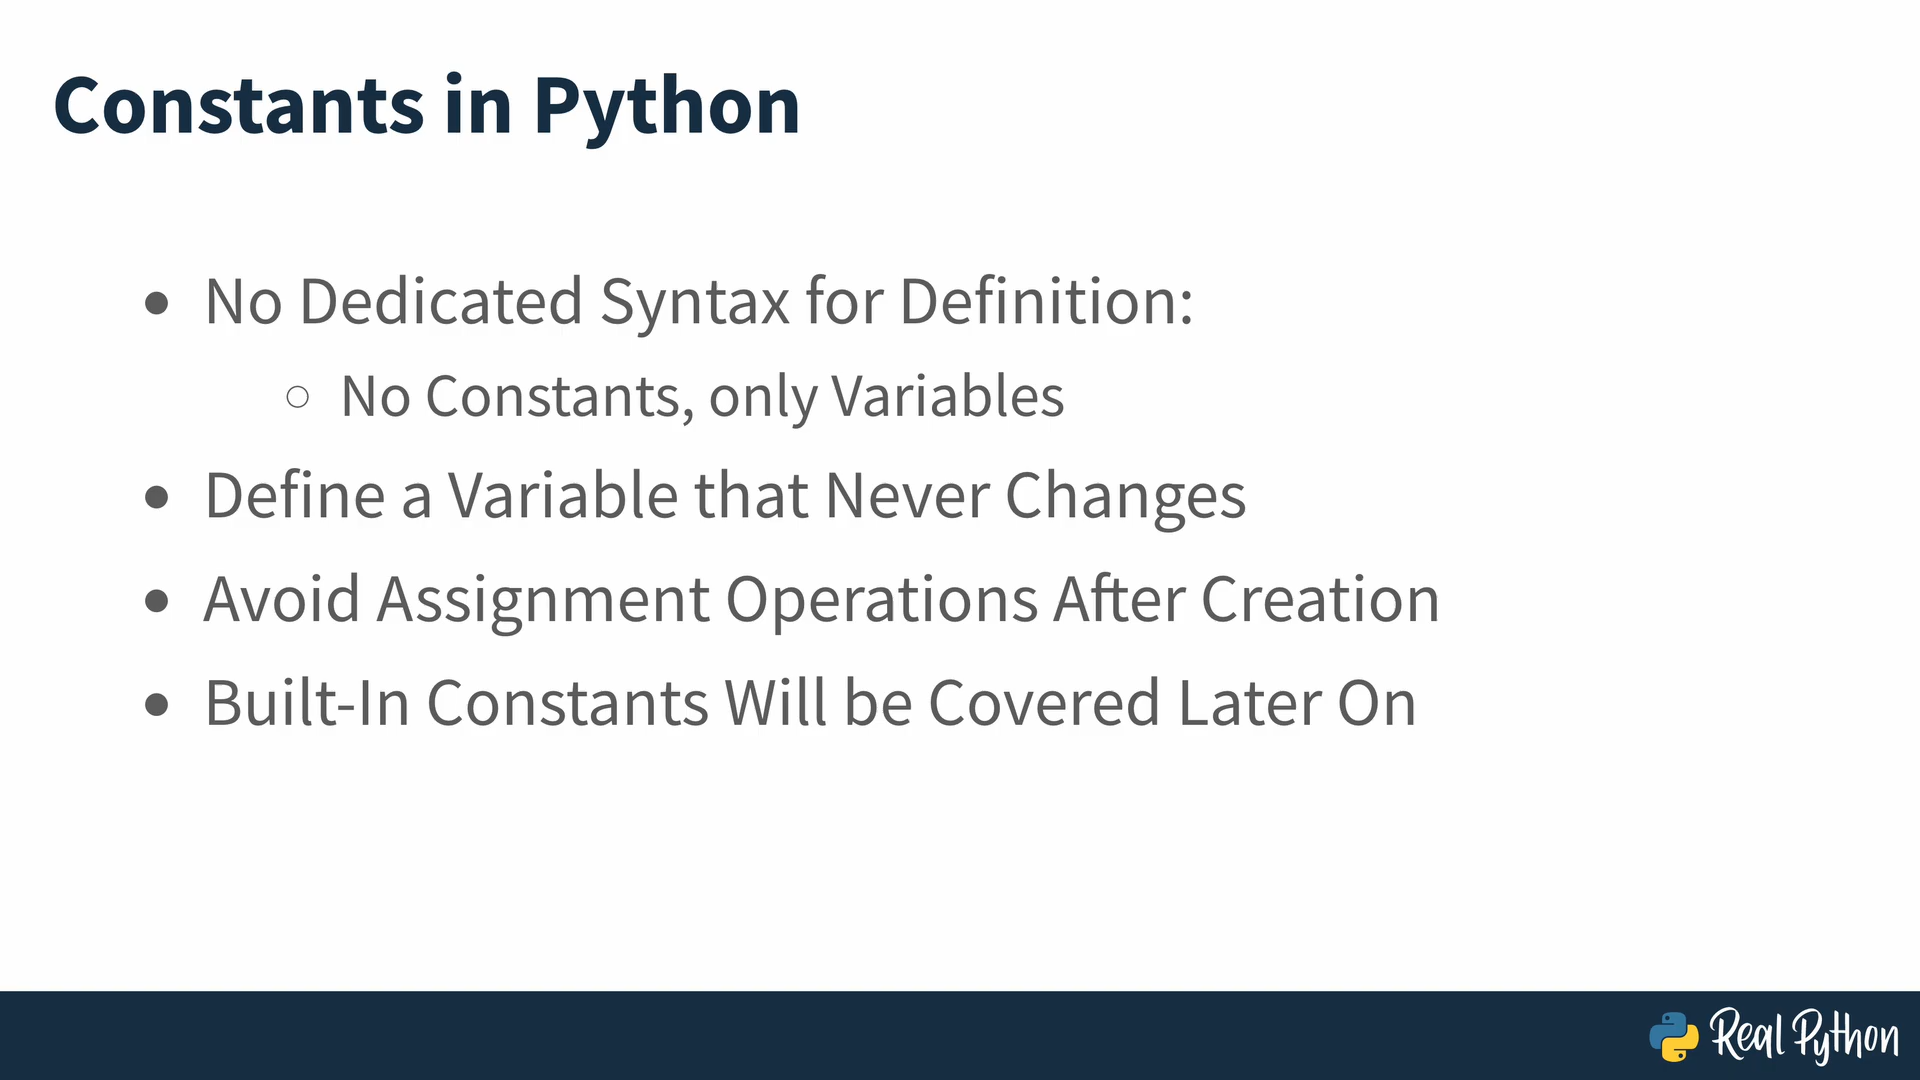 Constants in Python
• No Dedicated Syntax for Definition:
○ No Constants, only Variables
• Define a Variable that Never Changes
• Avoid Assignment Operations After Creation
• Built-In Constants Will be Covered Later On
Real Python